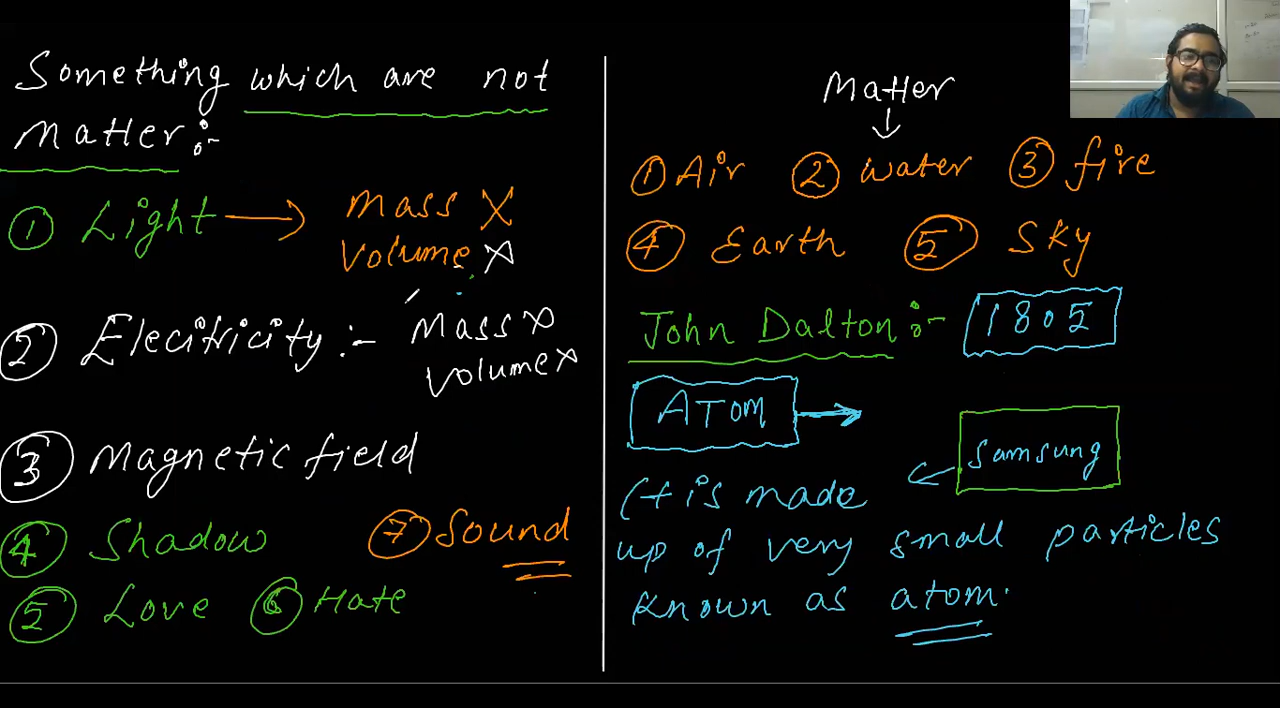 Something which are not
Matter :-
① Light → Mass X
Volume X
② Electricity :- Mass X
Volume X
③ Magnetic field
④ Shadow ⑦ Sound
⑤ Love ⑥ Hate
Matter
① Air ② water ③ fire
④ Earth ⑤ Sky
John Dalton :- 1805
ATOM →
Samsung
It is made
up of very small particles
known as atom.